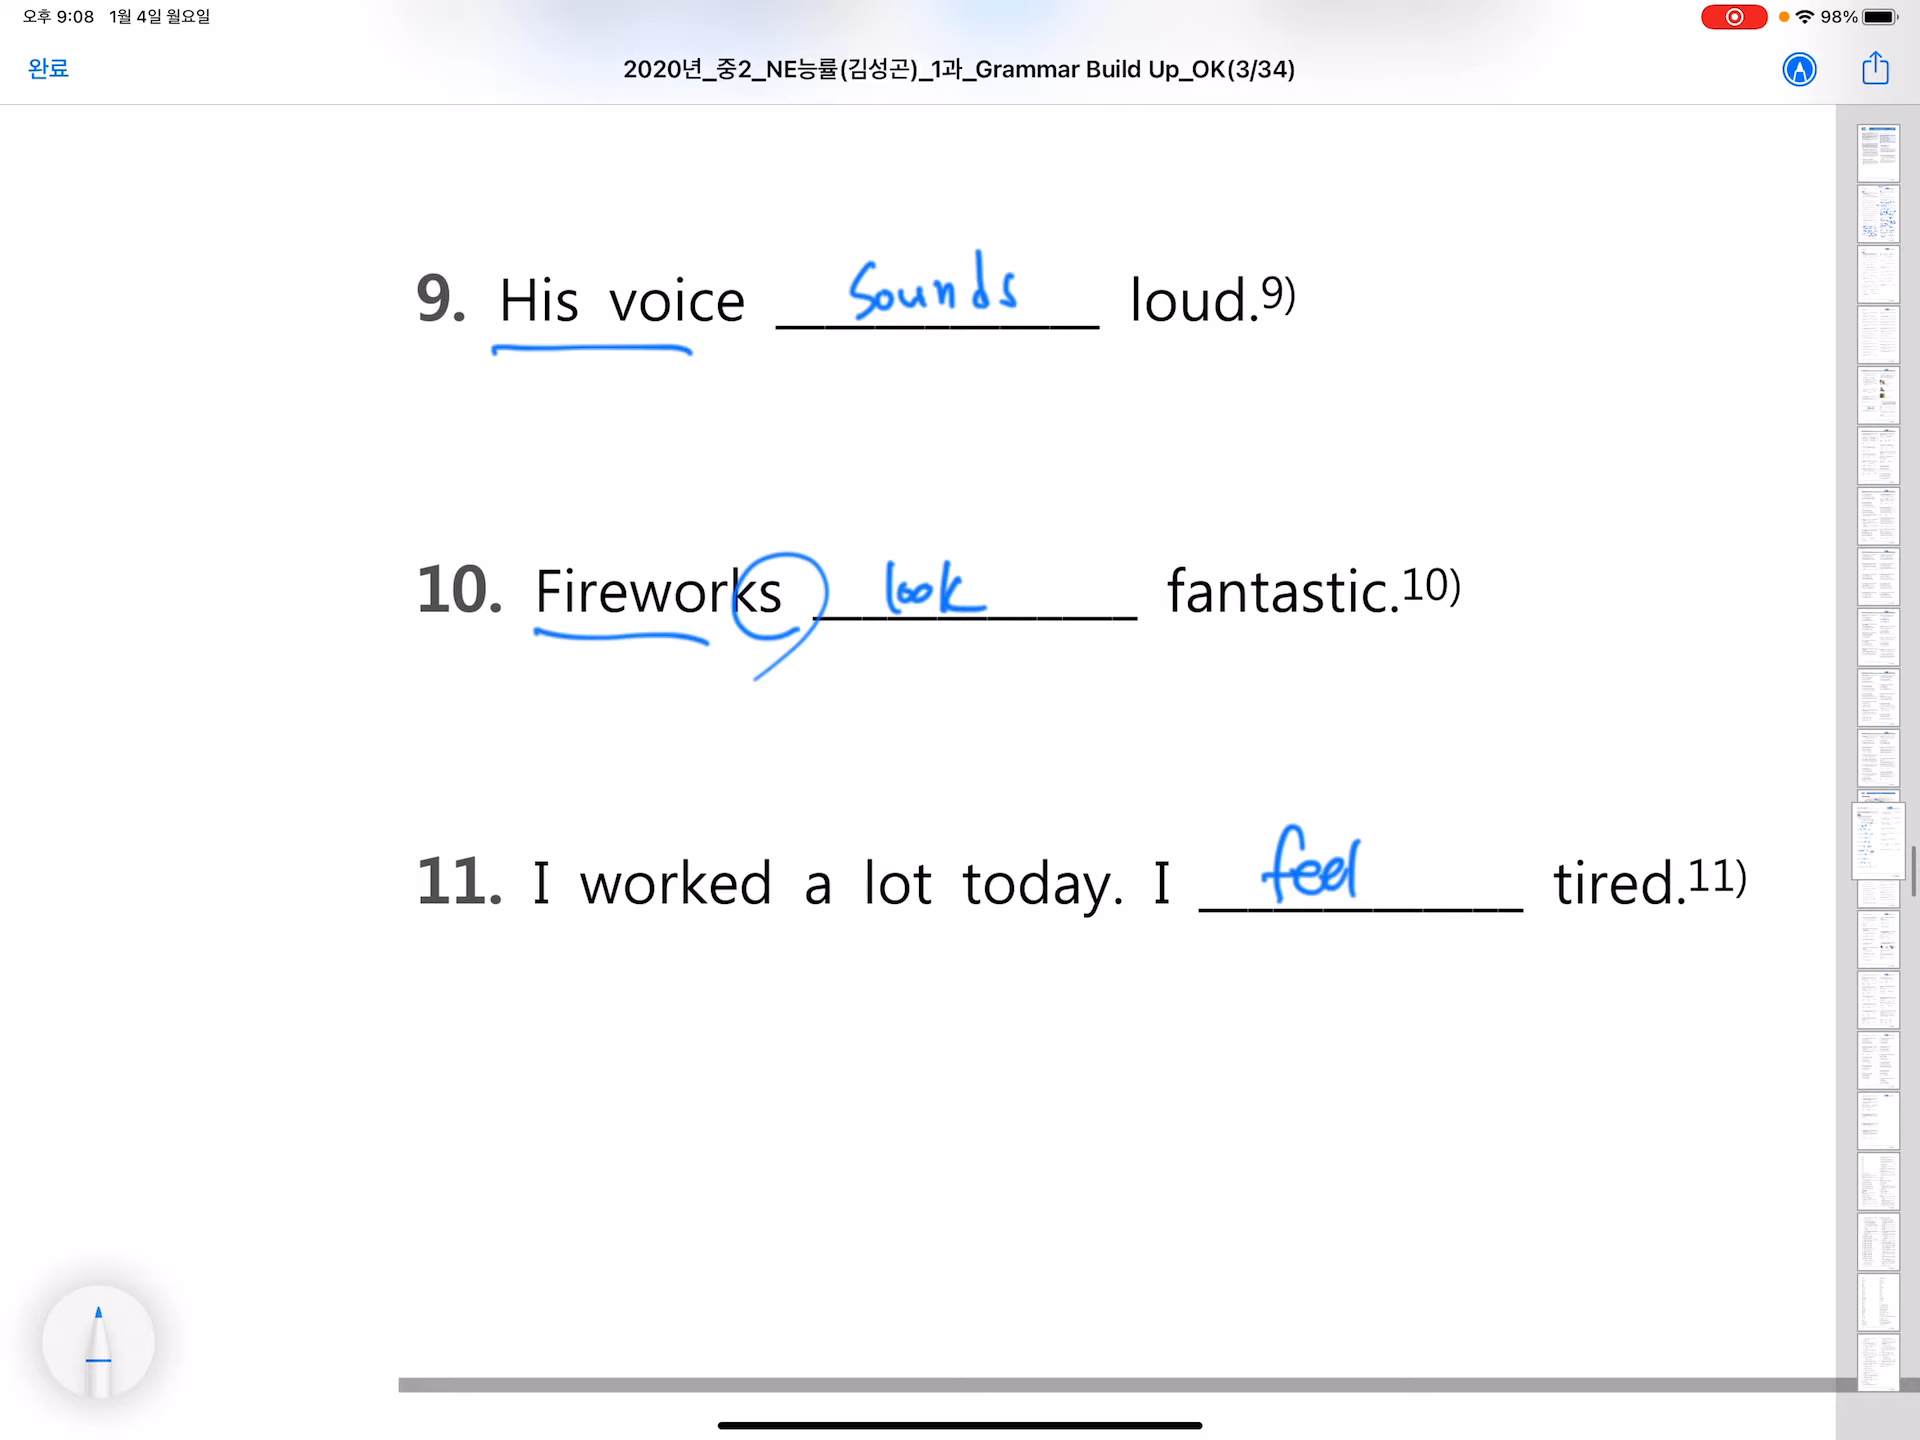 오후 9:08 1월 4일 월요일 98%
완료 2020년_중2_NE능률(김성곤)_1과_Grammar Build Up_OK(3/34)
9. His voice sounds loud.9)
10. Fireworks look fantastic.10)
11. I worked a lot today. I feel tired.11)